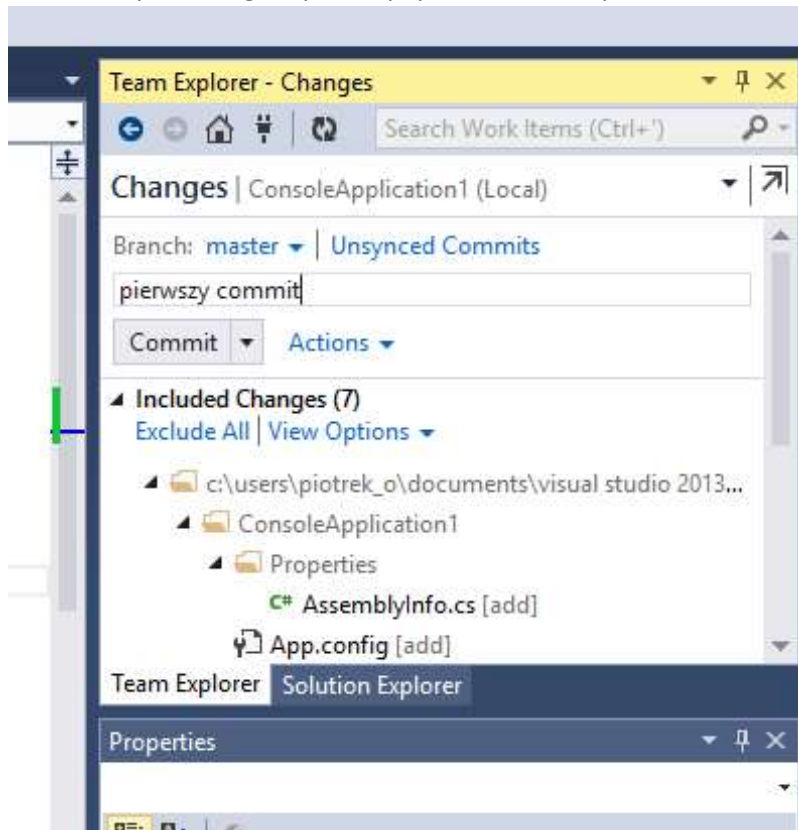 Team Explorer - Changes
Search Work Items (Ctrl+')
Changes | ConsoleApplication1 (Local)
Branch: master | Unsynced Commits
pierwszy commit
Commit Actions
Included Changes (7)
Exclude All | View Options
c:\users\piotrek_o\documents\visual studio 2013...
ConsoleApplication1
Properties
C# AssemblyInfo.cs [add]
App.config [add]
Team Explorer Solution Explorer
Properties